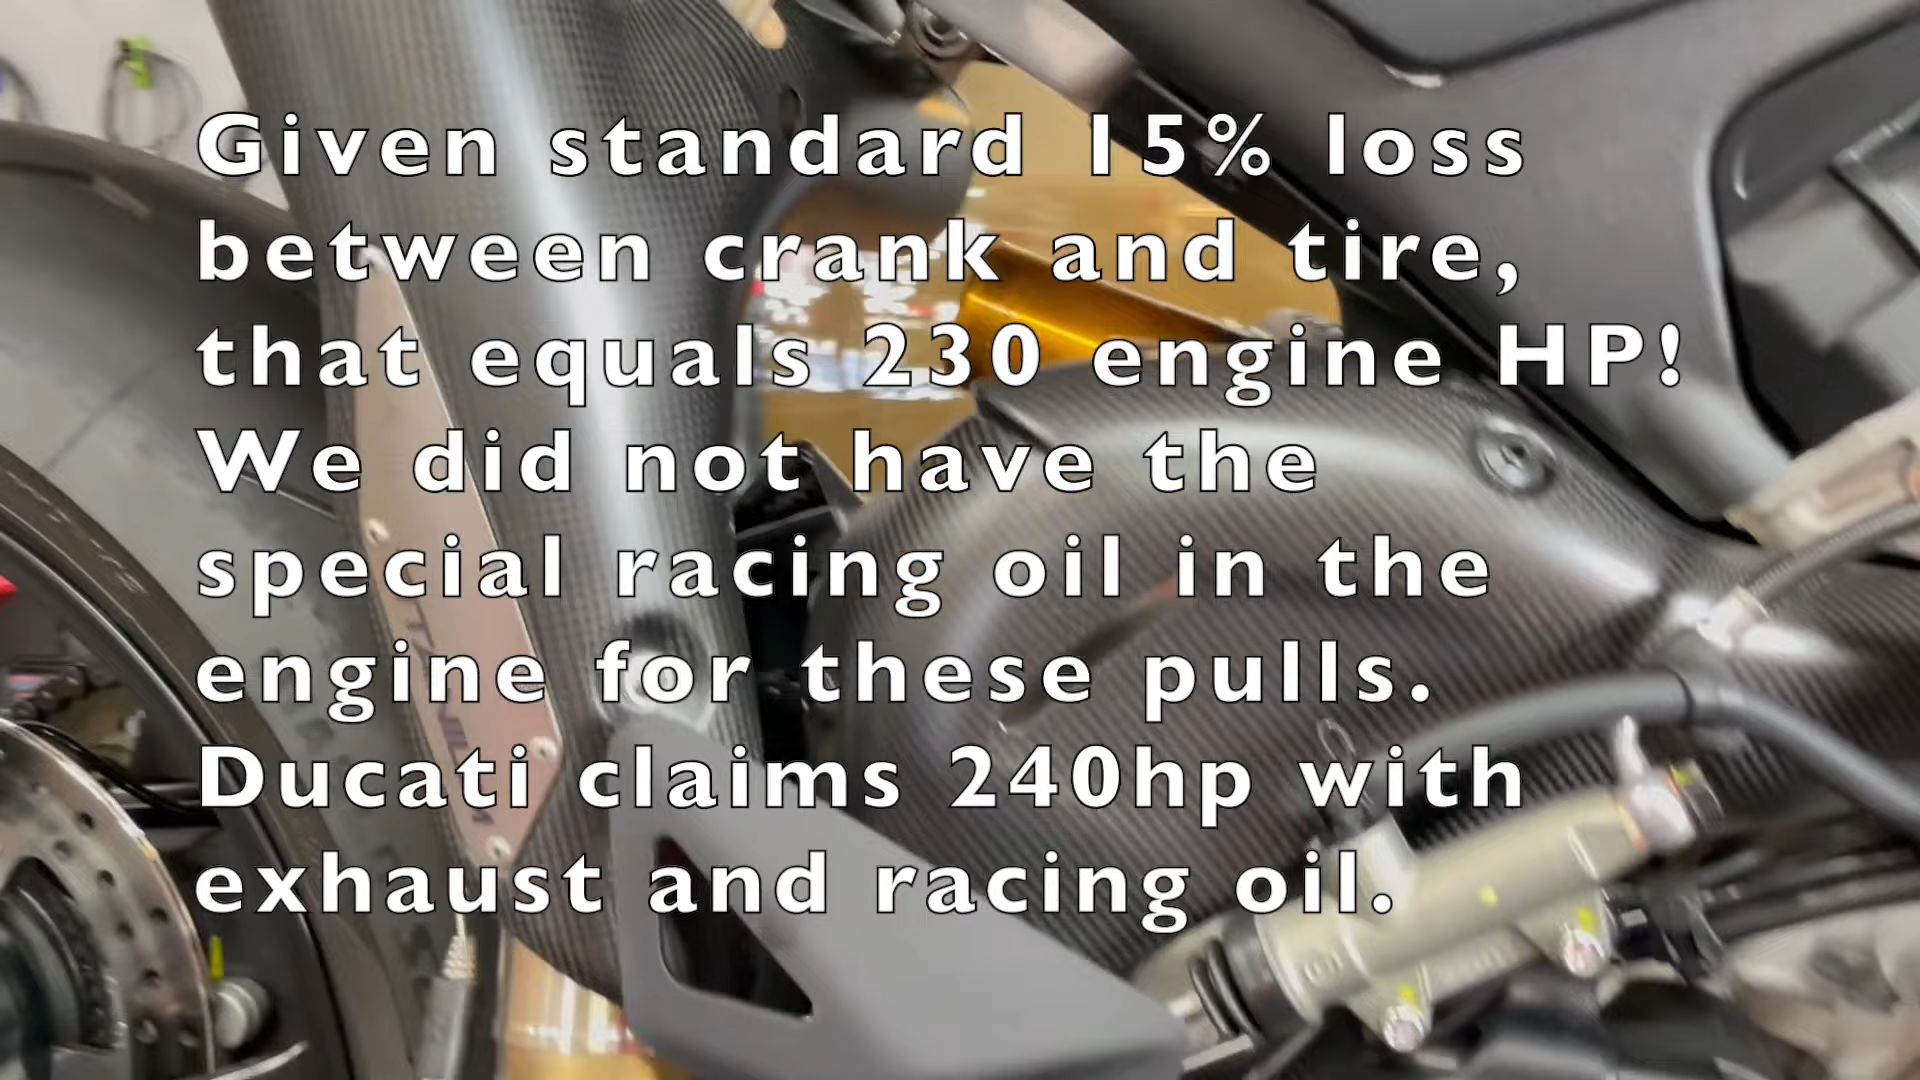 Given standard 15% loss
between crank and tire,
that equals 230 engine HP!
We did not have the
special racing oil in the
engine for these pulls.
Ducati claims 240hp with
exhaust and racing oil.